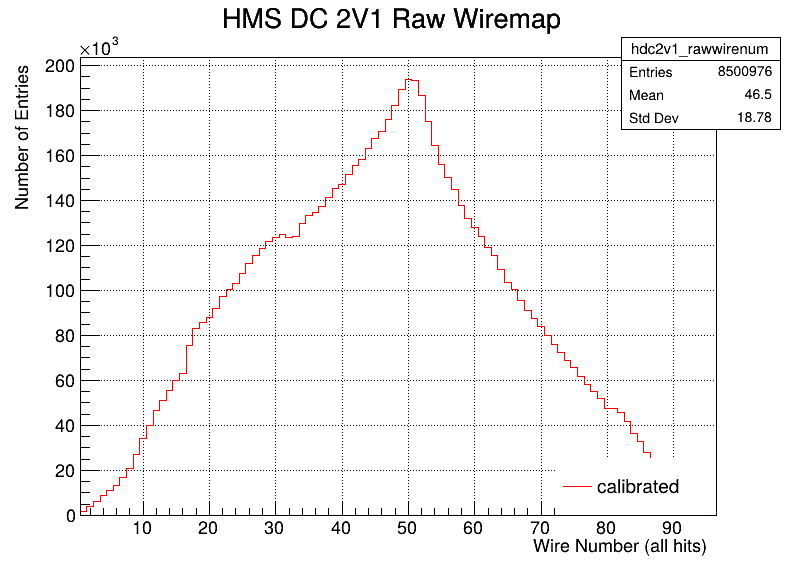 HMS DC 2V1 Raw Wiremap
×10³
hdc2v1_rawwirenum
Entries 8500976
Mean 46.5
Std Dev 18.78
Number of Entries
200
180
160
140
120
100
80
60
40
20
0
calibrated
10 20 30 40 50 60 70 80 90
Wire Number (all hits)